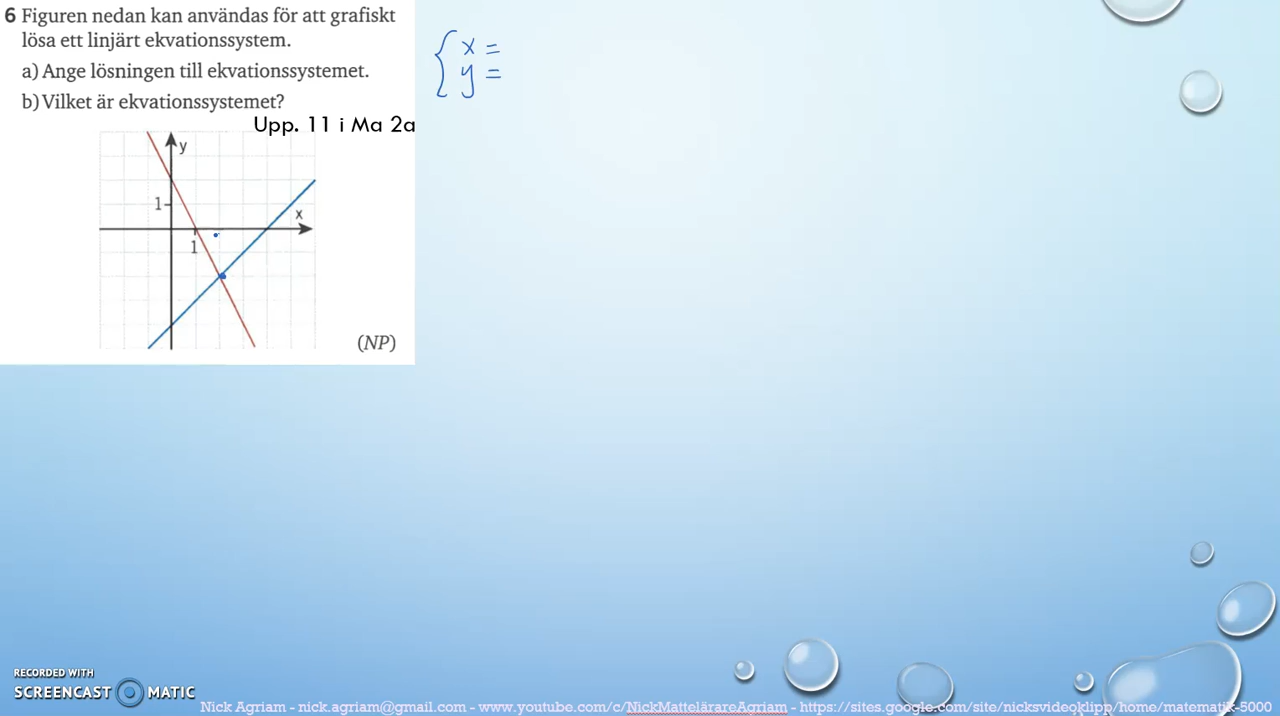 6 Figuren nedan kan användas för att grafiskt
lösa ett linjärt ekvationssystem.
a) Ange lösningen till ekvationssystemet.
b) Vilket är ekvationssystemet?
Upp. 11 i Ma 2a
y
1
x
1
(NP)
{ x =
y =
RECORDED WITH
SCREENCAST MATIC
Nick Agriam - nick.agriam@gmail.com - www.youtube.com/c/NickMattelärareAgriam - https://sites.google.com/site/nicksvideoklipp/home/matematik-5000